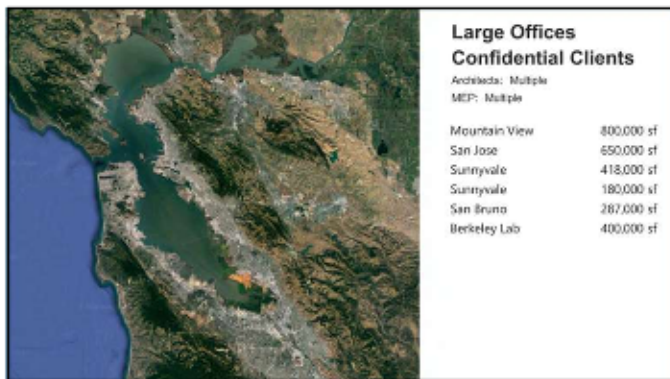 Large Offices
Confidential Clients
Architects: Multiple
MEP: Multiple
Mountain View 800,000 sf
San Jose 650,000 sf
Sunnyvale 418,000 sf
Sunnyvale 180,000 sf
San Bruno 287,000 sf
Berkeley Lab 400,000 sf